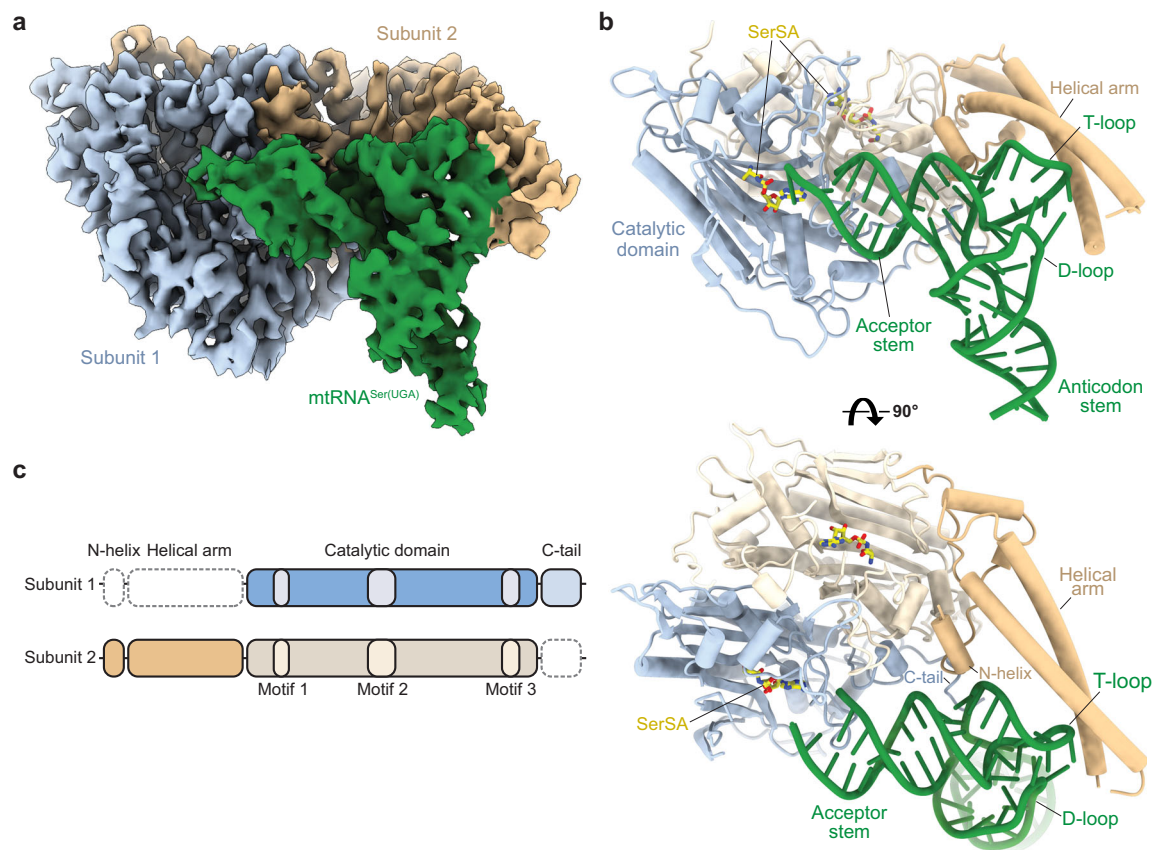 a
Subunit 2
Subunit 1
mtRNASer(UGA)
b
SerSA
Helical arm
T-loop
Catalytic
domain
D-loop
Acceptor
stem
Anticodon
stem
90°
Helical
arm
C-tail
N-helix
T-loop
SerSA
Acceptor
stem
D-loop
c
N-helix Helical arm Catalytic domain C-tail
Subunit 1
Subunit 2
Motif 1 Motif 2 Motif 3